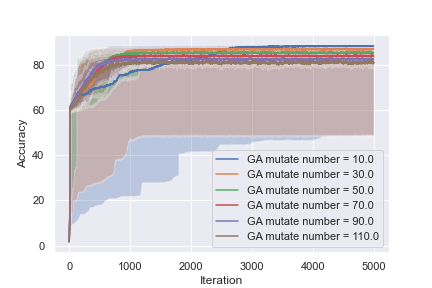 80
60
40
20
0
Accuracy
GA mutate number = 10.0
GA mutate number = 30.0
GA mutate number = 50.0
GA mutate number = 70.0
GA mutate number = 90.0
GA mutate number = 110.0
0 1000 2000 3000 4000 5000
Iteration